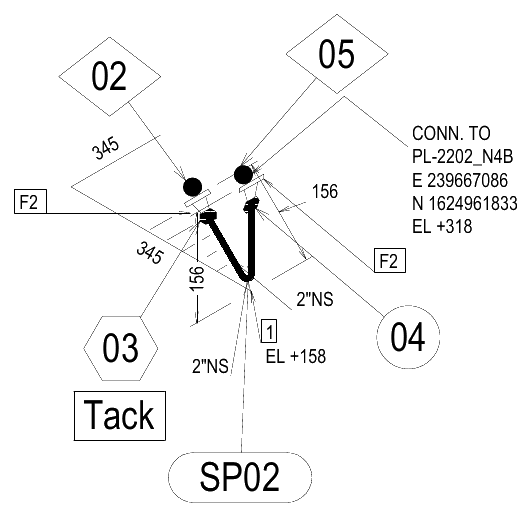 05
02
CONN. TO
PL-2202_N4B
E 239667086
N 1624961833
EL +318
345
156
F2
345
F2
156
2"NS
1
EL +158
03
04
2"NS
Tack
SP02